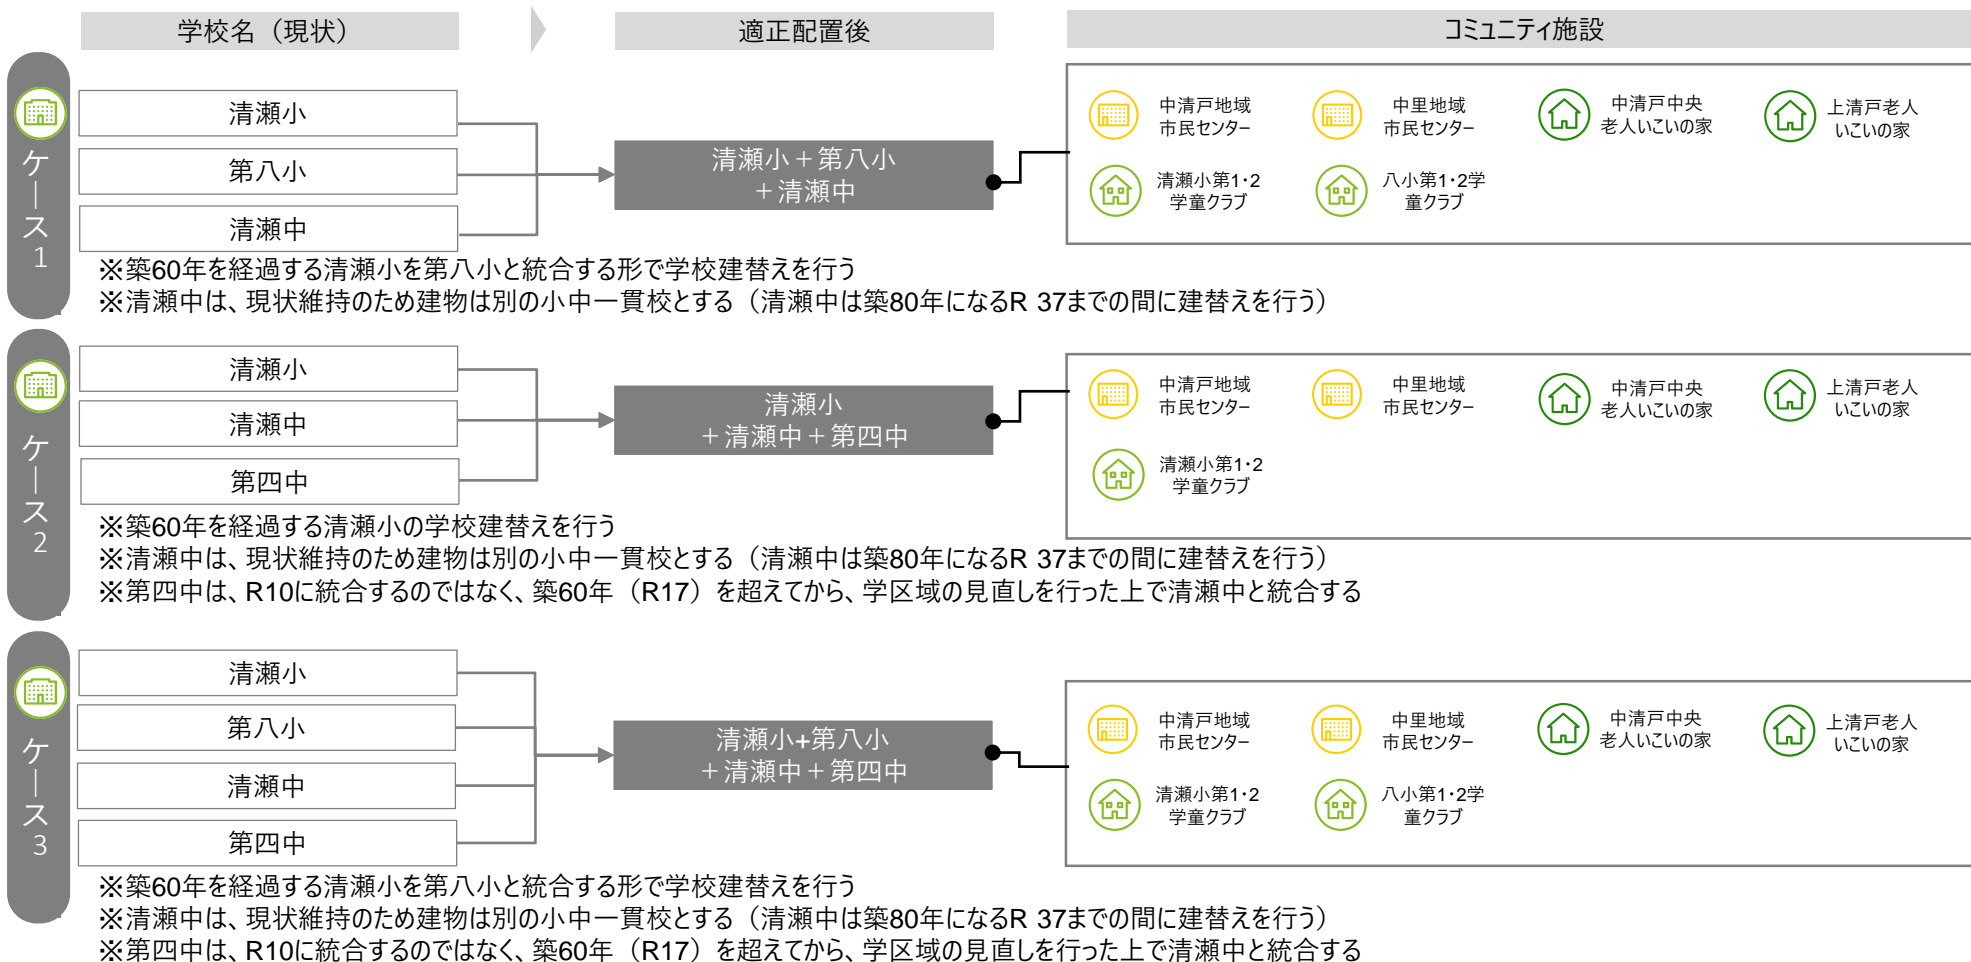 学校名（現状）
適正配置後
コミュニティ施設
ケース1
清瀬小
第八小
清瀬中
清瀬小＋第八小
＋清瀬中
中清戸地域
市民センター
中里地域
市民センター
中清戸中央
老人いこいの家
上清戸老人
いこいの家
清瀬小第1・2
学童クラブ
八小第1・2学
童クラブ
※築60年を経過する清瀬小を第八小と統合する形で学校建替えを行う
※清瀬中は、現状維持のため建物は別の小中一貫校とする（清瀬中は築80年になるR 37までの間に建替えを行う）
ケース2
清瀬小
清瀬中
第四中
清瀬小
＋清瀬中＋第四中
中清戸地域
市民センター
中里地域
市民センター
中清戸中央
老人いこいの家
上清戸老人
いこいの家
清瀬小第1・2
学童クラブ
※築60年を経過する清瀬小の学校建替えを行う
※清瀬中は、現状維持のため建物は別の小中一貫校とする（清瀬中は築80年になるR 37までの間に建替えを行う）
※第四中は、R10に統合するのではなく、築60年（R17）を超えてから、学区域の見直しを行った上で清瀬中と統合する
ケース3
清瀬小
第八小
清瀬中
第四中
清瀬小+第八小
＋清瀬中＋第四中
中清戸地域
市民センター
中里地域
市民センター
中清戸中央
老人いこいの家
上清戸老人
いこいの家
清瀬小第1・2
学童クラブ
八小第1・2学
童クラブ
※築60年を経過する清瀬小を第八小と統合する形で学校建替えを行う
※清瀬中は、現状維持のため建物は別の小中一貫校とする（清瀬中は築80年になるR 37までの間に建替えを行う）
※第四中は、R10に統合するのではなく、築60年（R17）を超えてから、学区域の見直しを行った上で清瀬中と統合する